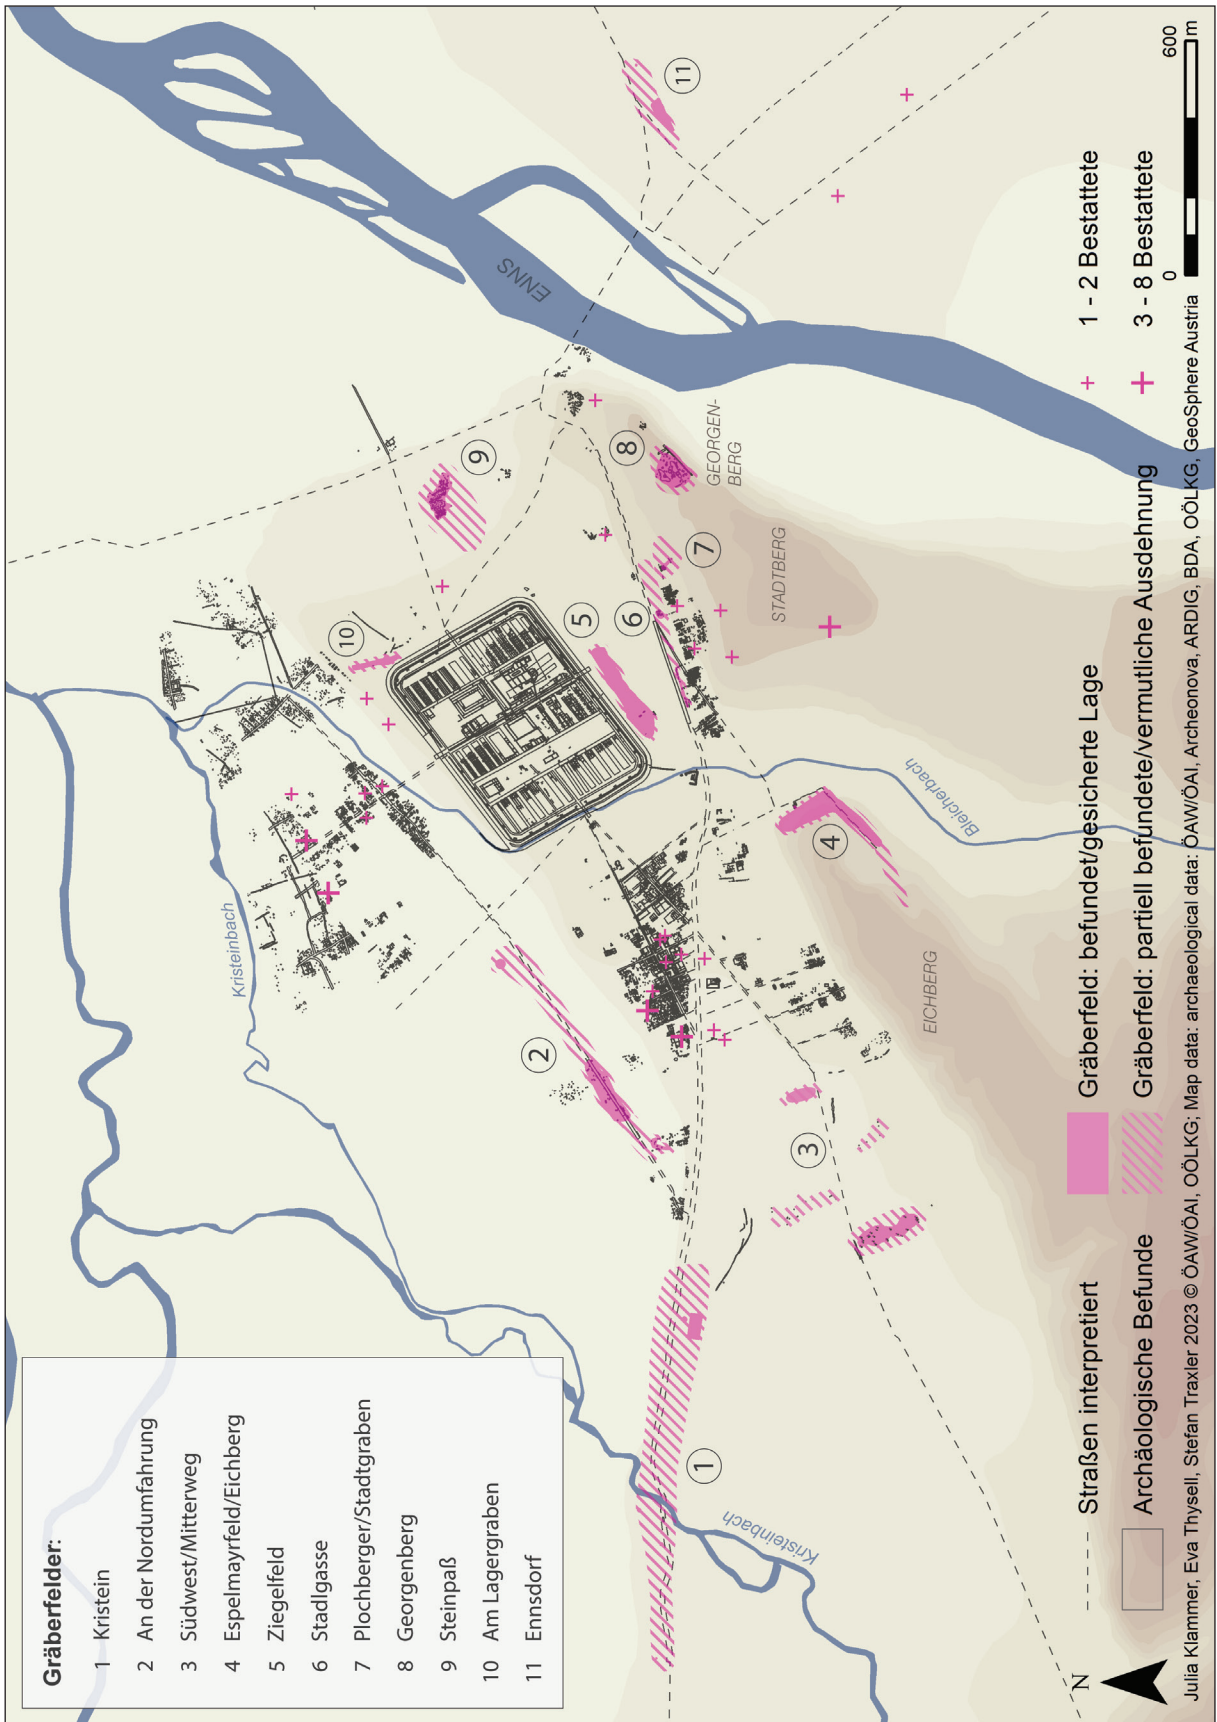 Gräberfelder:
1 Kristein
2 An der Nordumfahrung
3 Südwest/Mitterweg
4 Espelmayrfeld/Eichberg
5 Ziegelfeld
6 Stadlgasse
7 Plochberger/Stadtgraben
8 Georgenberg
9 Steinpaß
10 Am Lagergraben
11 Ennsdorf
Kristeinbach
ENNS
10
9
11
2
5
6
8
7
GEORGEN-
BERG
STADTBERG
1
3
4
Kristeinbach
EICHBERG
Bleicherbach
N
Straßen interpretiert
Archäologische Befunde
Gräberfeld: befundet/gesicherte Lage
Gräberfeld: partiell befundete/vermutliche Ausdehnung
1 - 2 Bestattete
3 - 8 Bestattete
0
600
m
Julia Klammer, Eva Thysell, Stefan Traxler 2023 © ÖAW/ÖAI, OÖLKG; Map data: archaeological data: ÖAW/ÖAI, Archeonova, ARDIG, BDA, OÖLKG, GeoSphere Austria